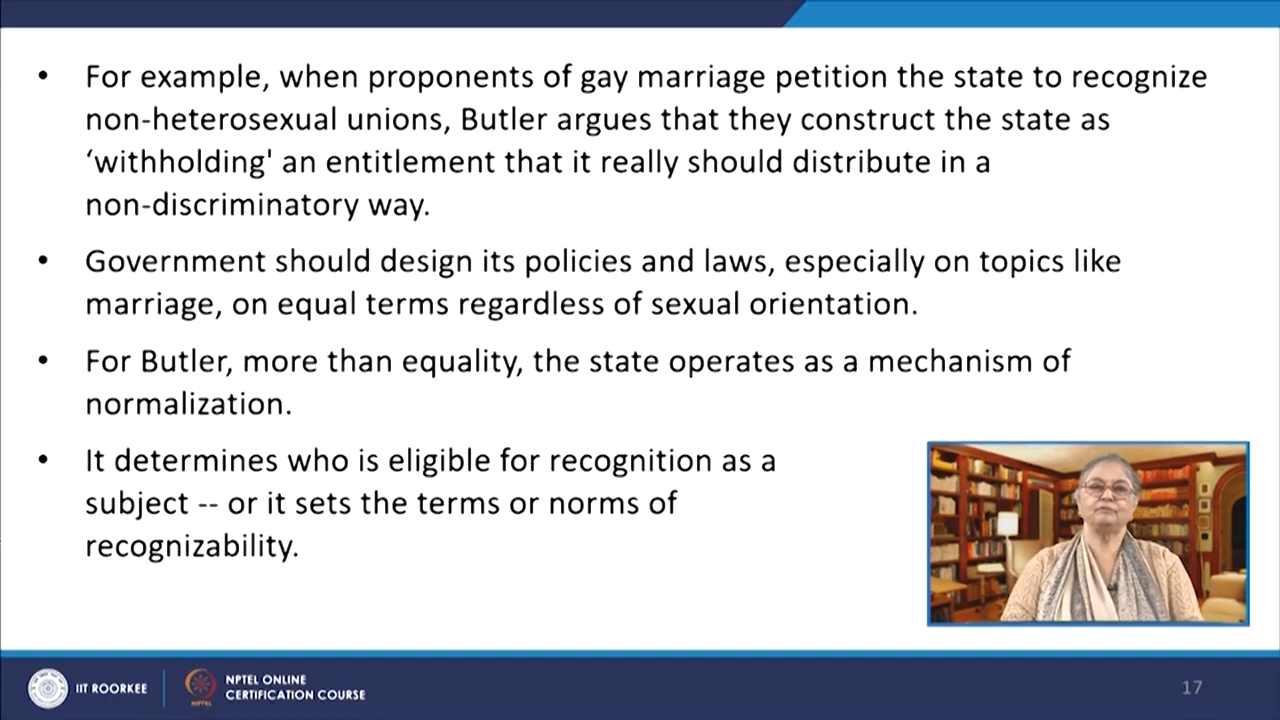 • For example, when proponents of gay marriage petition the state to recognize
non-heterosexual unions, Butler argues that they construct the state as
‘withholding' an entitlement that it really should distribute in a
non-discriminatory way.
• Government should design its policies and laws, especially on topics like
marriage, on equal terms regardless of sexual orientation.
• For Butler, more than equality, the state operates as a mechanism of
normalization.
• It determines who is eligible for recognition as a
subject -- or it sets the terms or norms of
recognizability.
IIT ROORKEE
NPTEL
NPTEL ONLINE
CERTIFICATION COURSE
17